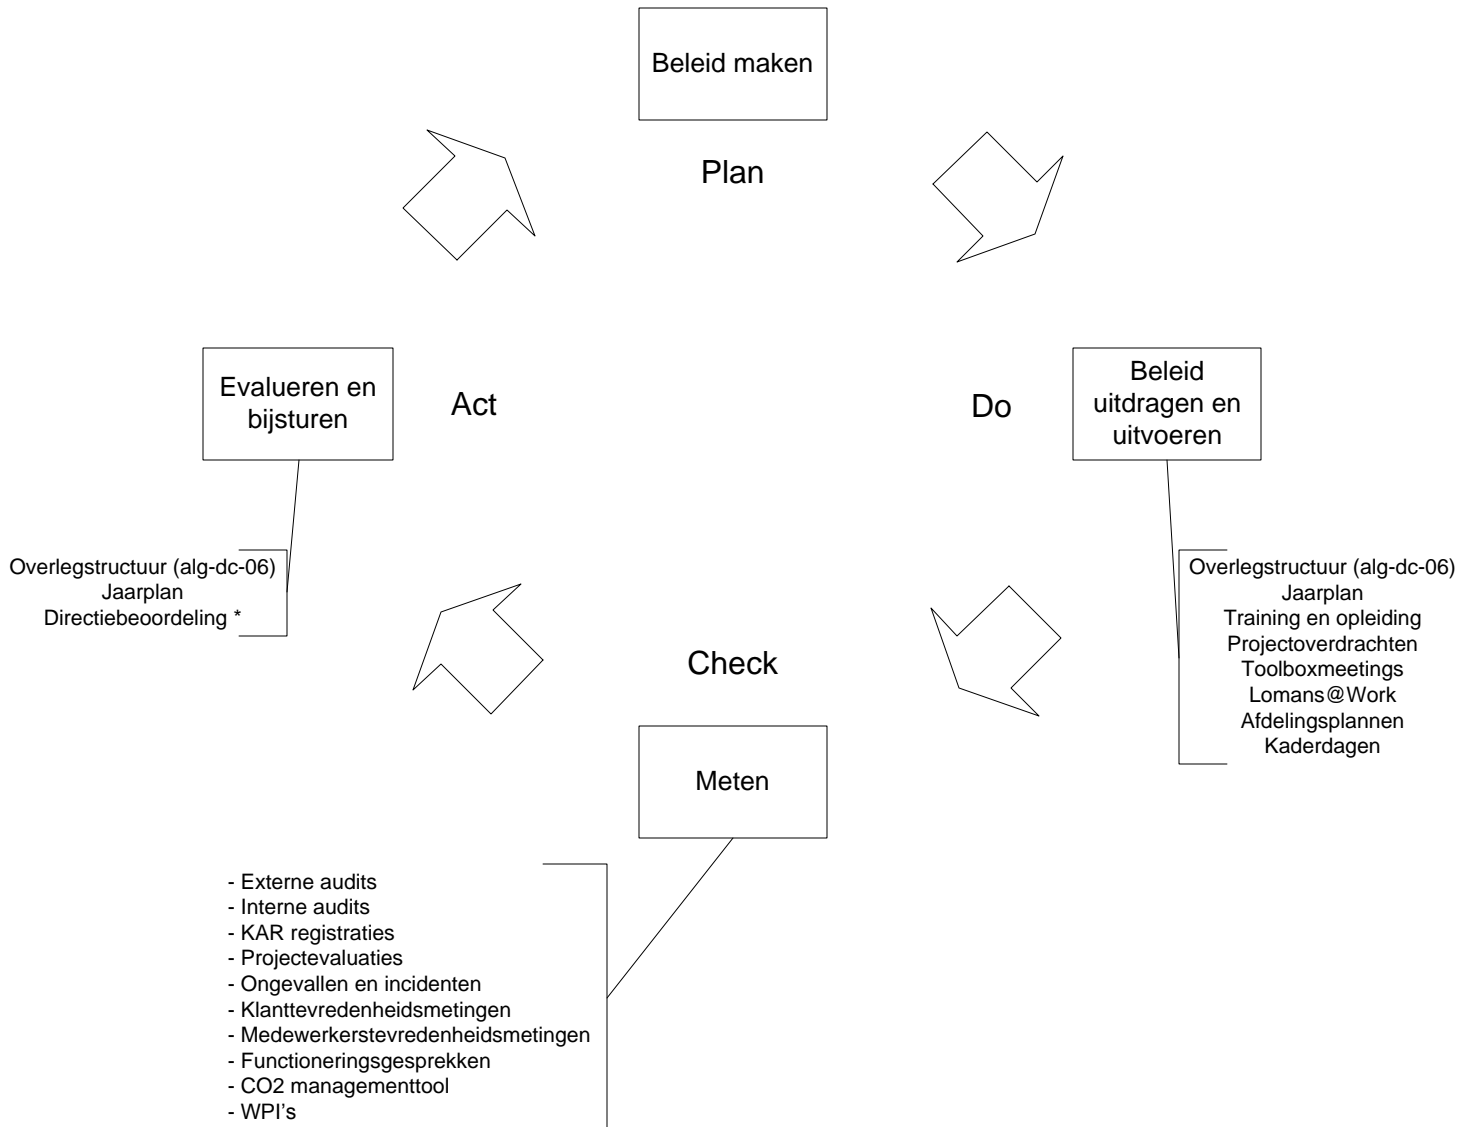 Beleid maken
Plan
Evalueren en
bijsturen
Act
Do
Beleid
uitdragen en
uitvoeren
Overlegstructuur (alg-dc-06)
Jaarplan
Directiebeoordeling *
Overlegstructuur (alg-dc-06)
Jaarplan
Training en opleiding
Projectoverdrachten
Toolboxmeetings
Lomans@Work
Afdelingsplannen
Kaderdagen
Check
Meten
- Externe audits
- Interne audits
- KAR registraties
- Projectevaluaties
- Ongevallen en incidenten
- Klanttevredenheidsmetingen
- Medewerkerstevredenheidsmetingen
- Functioneringsgesprekken
- CO2 managementtool
- WPI's